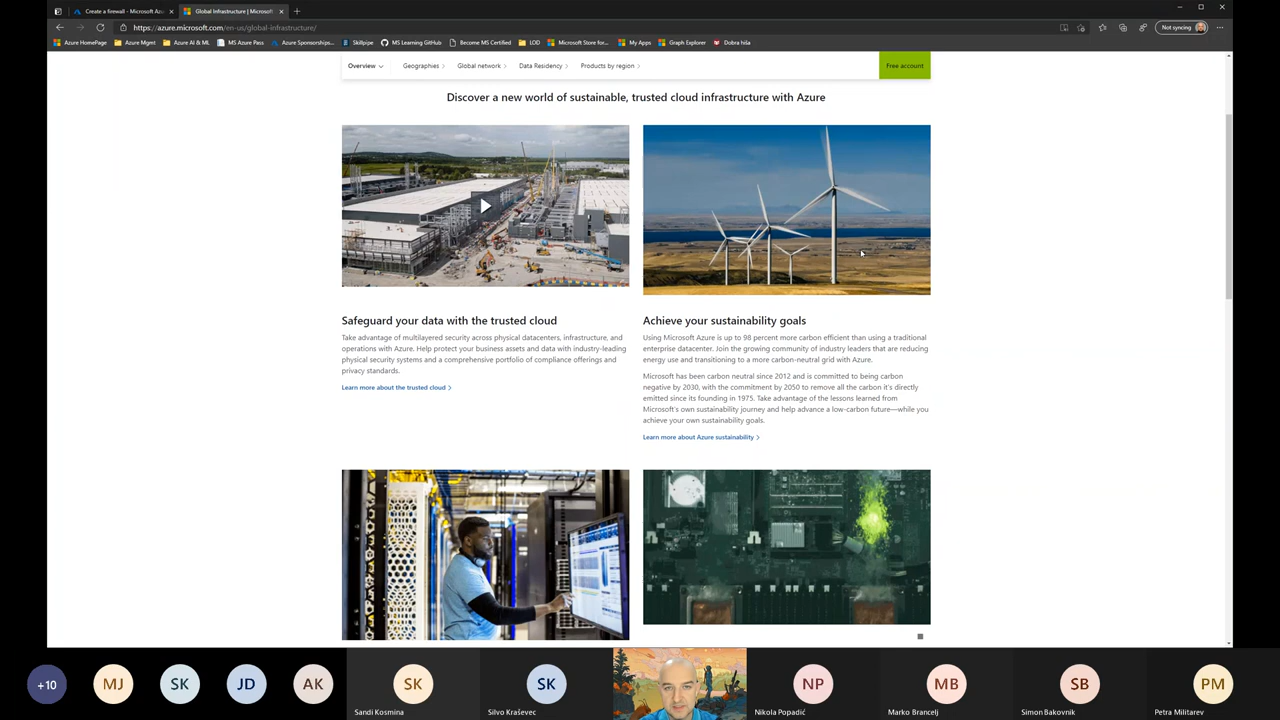 Create a firewall - Microsoft Az
Global Infrastructure | Microsof
https://azure.microsoft.com/en-us/global-infrastructure/
Not syncing
Azure HomePage
Azure Mgmt
Azure AI & ML
MS Azure Pass
Azure Sponsorships...
Skillpipe
MS Learning GitHub
Become MS Certified
LOD
Microsoft Store for...
My Apps
Graph Explorer
Dobra hiša
Overview
Geographies
Global network
Data Residency
Products by region
Free account
Discover a new world of sustainable, trusted cloud infrastructure with Azure
Safeguard your data with the trusted cloud
Take advantage of multilayered security across physical datacenters, infrastructure, and
operations with Azure. Help protect your business assets and data with industry-leading
physical security systems and a comprehensive portfolio of compliance offerings and
privacy standards.
Learn more about the trusted cloud
Achieve your sustainability goals
Using Microsoft Azure is up to 98 percent more carbon efficient than using a traditional
enterprise datacenter. Join the growing community of industry leaders that are reducing
energy use and transitioning to a more carbon-neutral grid with Azure.
Microsoft has been carbon neutral since 2012 and is committed to being carbon
negative by 2030, with the commitment by 2050 to remove all the carbon it's directly
emitted since its founding in 1975. Take advantage of the lessons learned from
Microsoft's own sustainability journey and help advance a low-carbon future—while you
achieve your own sustainability goals.
Learn more about Azure sustainability
+10
MJ
SK
JD
AK
SK
Sandi Kosmina
SK
Silvo Kraševec
NP
Nikola Popadić
MB
Marko Brancelj
SB
Simon Bakovnik
PM
Petra Militarev